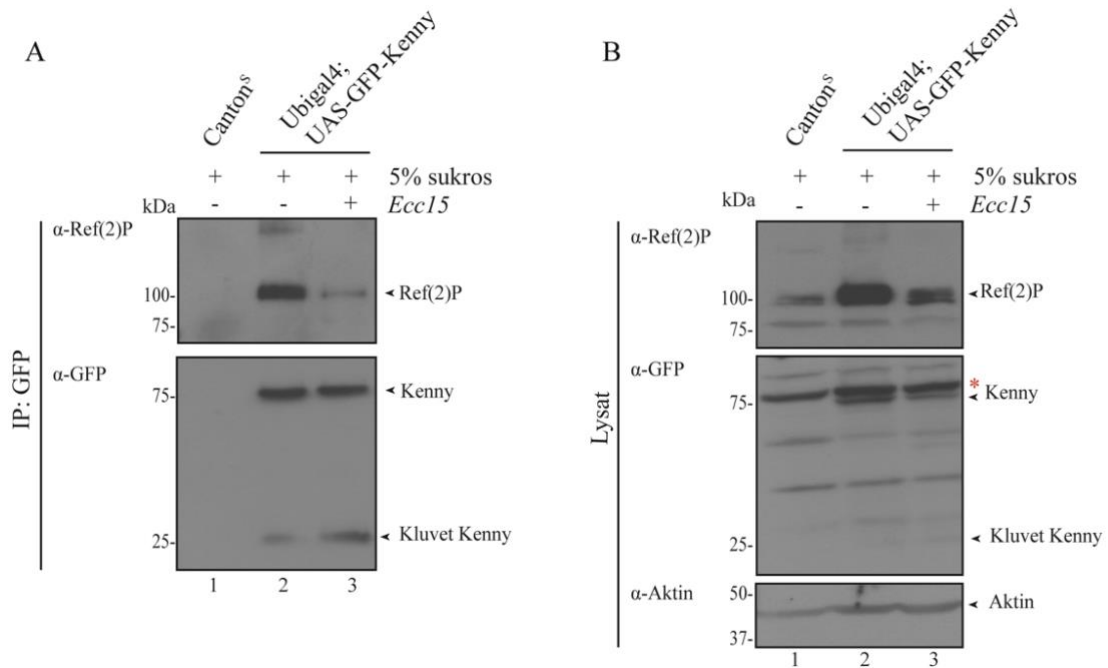 A
Cantonˢ
Ubigal4;
UAS-GFP-Kenny
+ + + 5% sukros
kDa - - + Ecc15
IP: GFP
α-Ref(2)P
100-
Ref(2)P
75-
α-GFP
75-
Kenny
25-
Kluvet Kenny
1 2 3
B
Cantonˢ
Ubigal4;
UAS-GFP-Kenny
+ + + 5% sukros
kDa - - + Ecc15
Lysat
α-Ref(2)P
100-
Ref(2)P
75-
α-GFP
*
75-
Kenny
25-
Kluvet Kenny
α-Aktin
50-
Aktin
37-
1 2 3